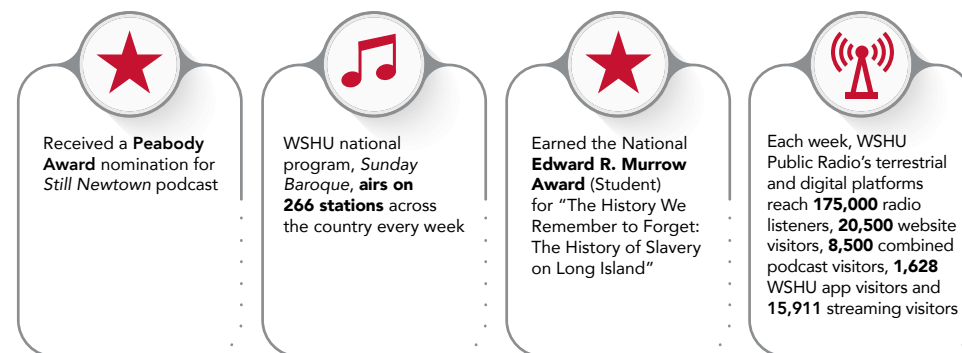 Received a Peabody
Award nomination for
Still Newtown podcast
WSHU national
program, Sunday
Baroque, airs on
266 stations across
the country every week
Earned the National
Edward R. Murrow
Award (Student)
for “The History We
Remember to Forget:
The History of Slavery
on Long Island”
Each week, WSHU
Public Radio’s terrestrial
and digital platforms
reach 175,000 radio
listeners, 20,500 website
visitors, 8,500 combined
podcast visitors, 1,628
WSHU app visitors and
15,911 streaming visitors